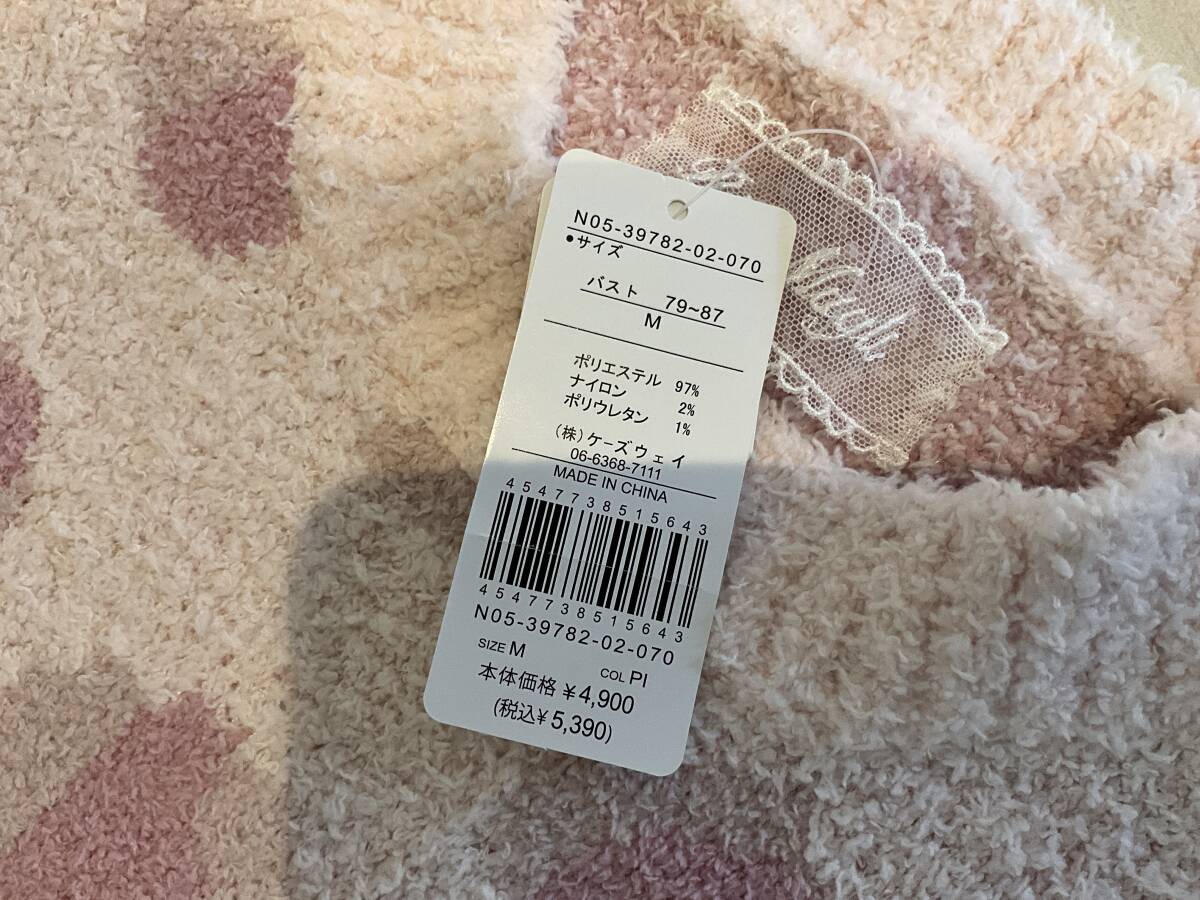 N05-39782-02-070
●サイズ
バスト 79~87
M
ポリエステル 97%
ナイロン 2%
ポリウレタン 1%
(株)ケーズウェイ
06-6368-7111
MADE IN CHINA
4547738515643
4547738515643
N05-39782-02-070
SIZE M COL PI
本体価格 ¥4,900
(税込¥5,390)